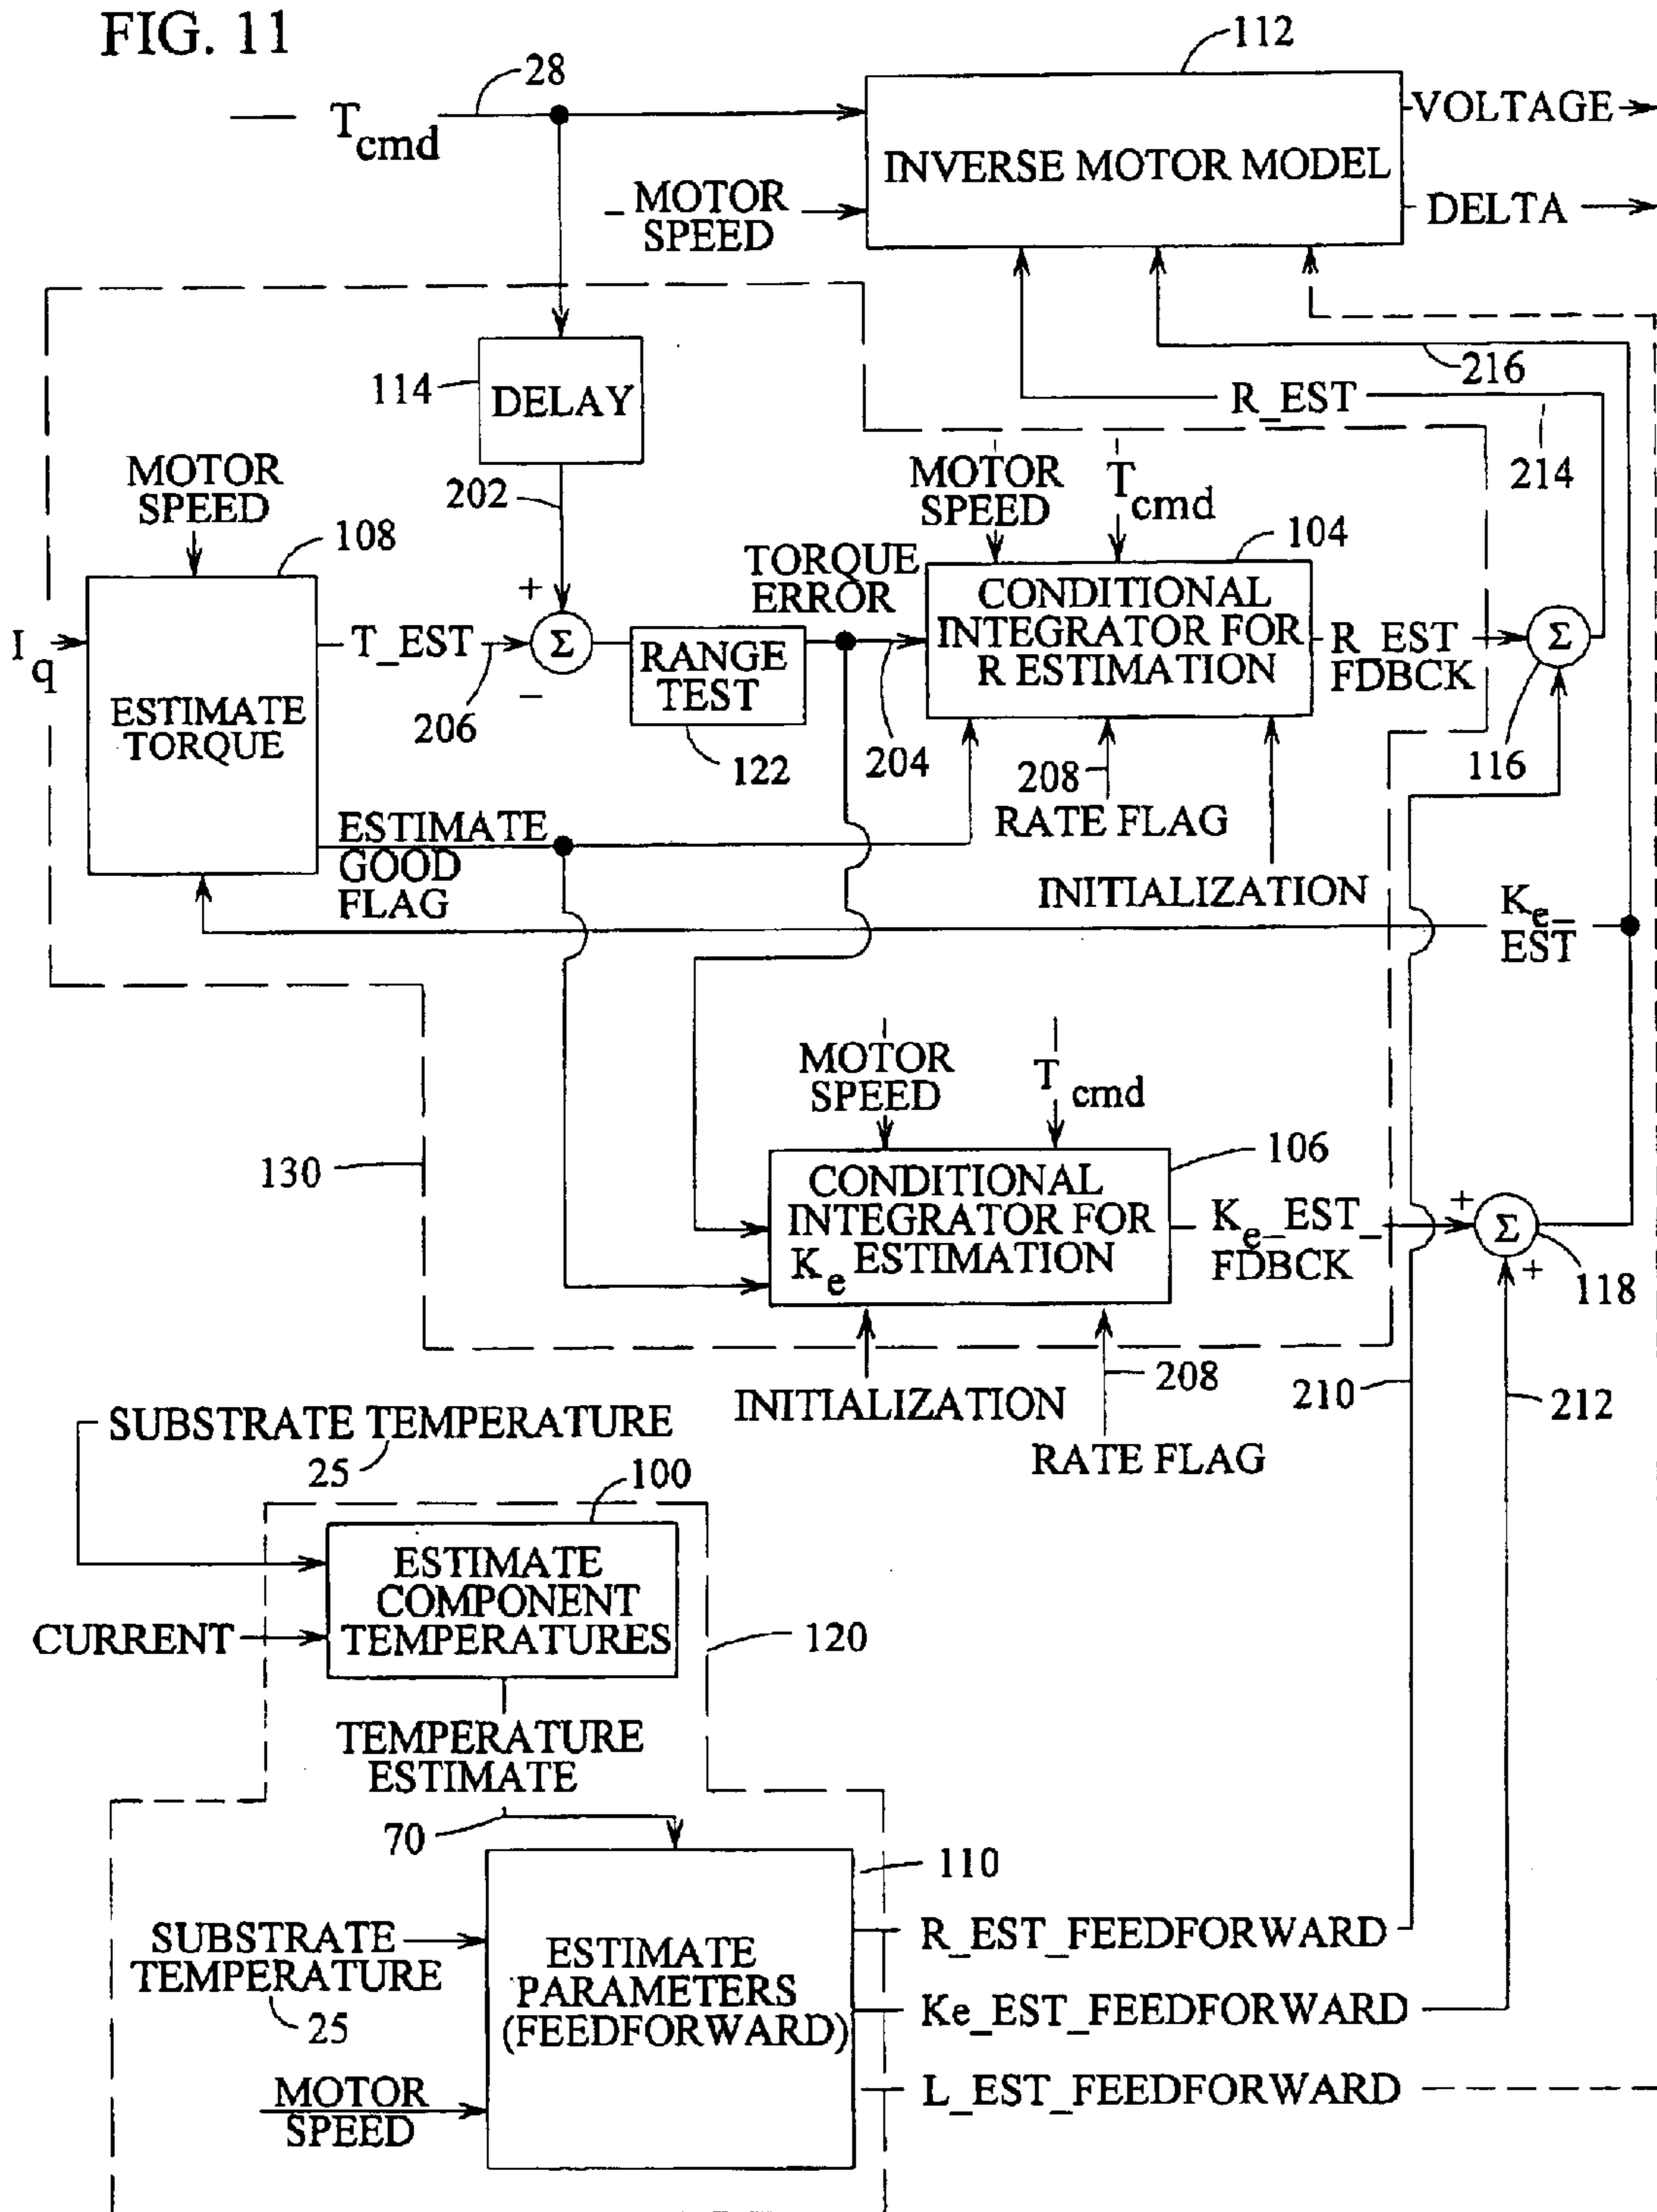 FIG. 11
T cmd
28
112
INVERSE MOTOR MODEL
VOLTAGE
DELTA
MOTOR
SPEED
114
DELAY
216
R_EST
214
MOTOR
SPEED
202
MOTOR
SPEED
T cmd
108
104
TORQUE
ERROR
+
I q
ESTIMATE
TORQUE
T_EST
Σ
−
206
RANGE
TEST
122
CONDITIONAL
INTEGRATOR FOR
R ESTIMATION
204
R_EST
FDBCK
Σ
116
208
RATE FLAG
INITIALIZATION
ESTIMATE
GOOD
FLAG
Ke_
EST
MOTOR
SPEED
T cmd
130
106
CONDITIONAL
INTEGRATOR FOR
Ke ESTIMATION
Ke_EST_
FDBCK
+
Σ
+
118
INITIALIZATION
208
RATE FLAG
210
212
SUBSTRATE TEMPERATURE
25
100
ESTIMATE
COMPONENT
TEMPERATURES
CURRENT
120
TEMPERATURE
ESTIMATE
70
110
SUBSTRATE
TEMPERATURE
25
ESTIMATE
PARAMETERS
(FEEDFORWARD)
MOTOR
SPEED
R_EST_FEEDFORWARD
Ke_EST_FEEDFORWARD
L_EST_FEEDFORWARD